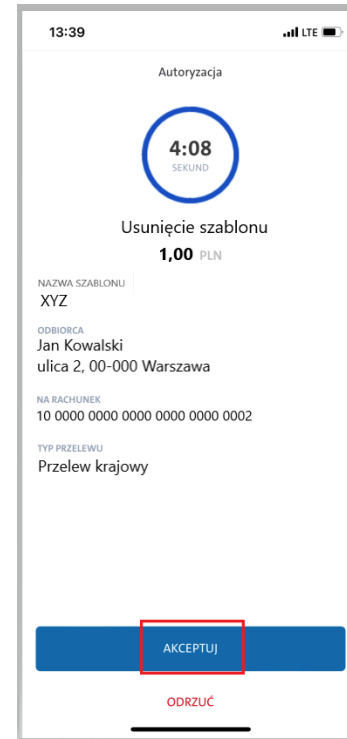 13:39
LTE
Autoryzacja
4:08
SEKUND
Usunięcie szablonu
1,00 PLN
NAZWA SZABLONU
XYZ
ODBIORCA
Jan Kowalski
ulica 2, 00-000 Warszawa
NA RACHUNEK
10 0000 0000 0000 0000 0000 0002
TYP PRZELEWU
Przelew krajowy
AKCEPTUJ
ODRZUĆ